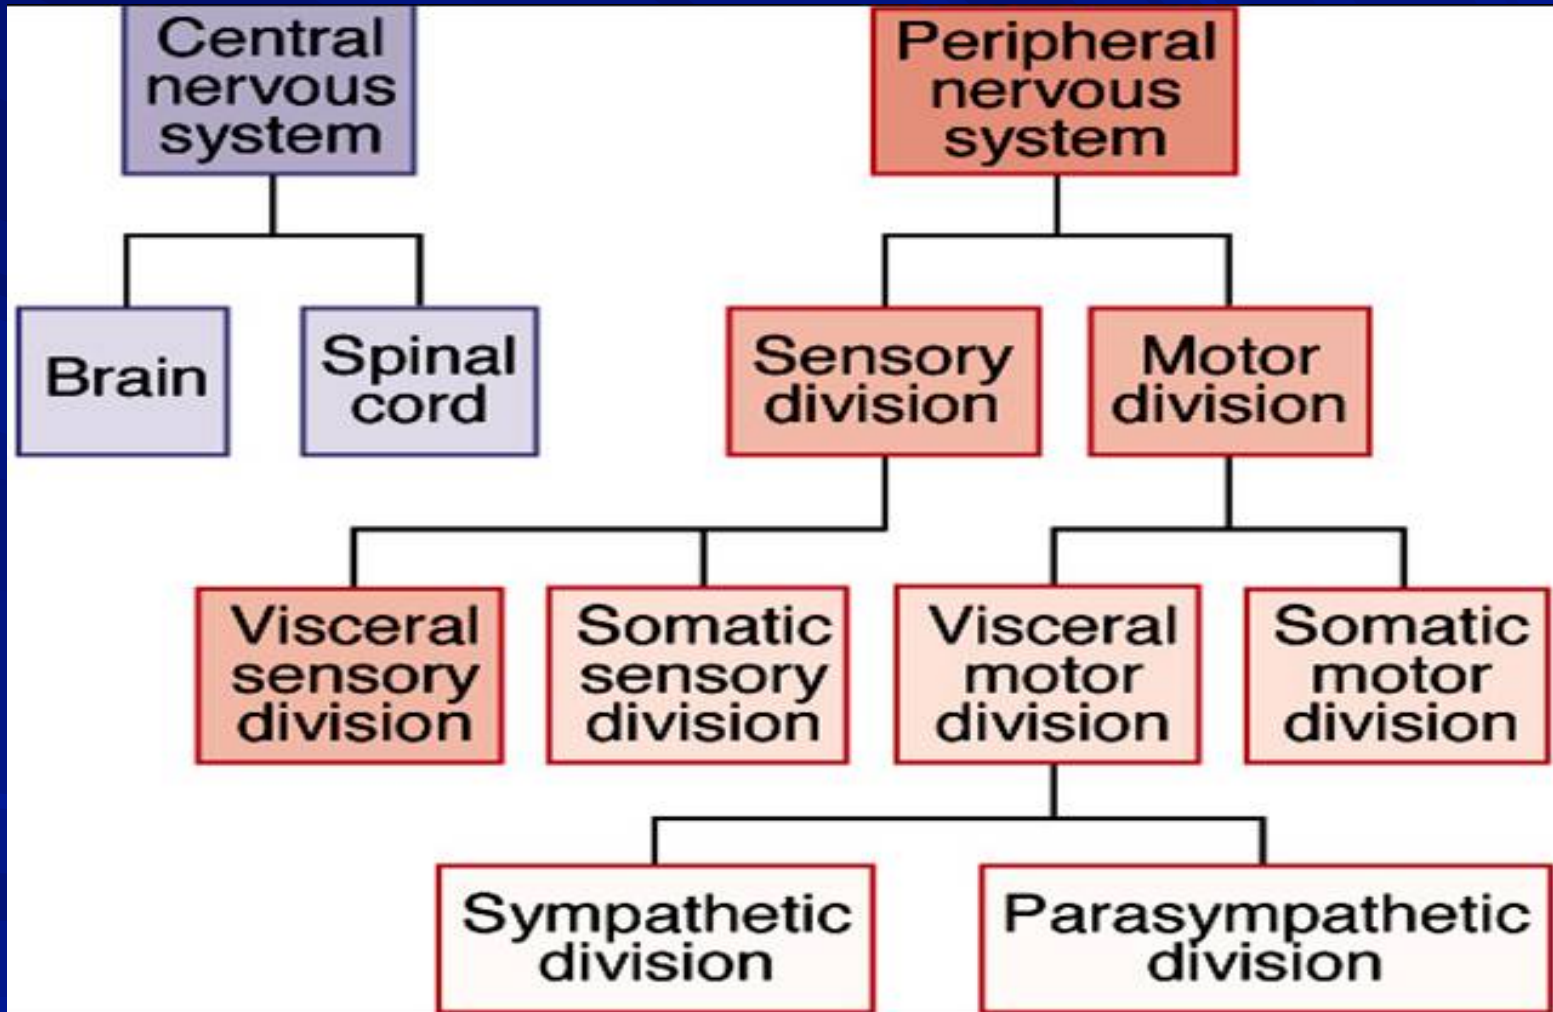 Central
nervous
system
Peripheral
nervous
system
Brain
Spinal
cord
Sensory
division
Motor
division
Visceral
sensory
division
Somatic
sensory
division
Visceral
motor
division
Somatic
motor
division
Sympathetic
division
Parasympathetic
division